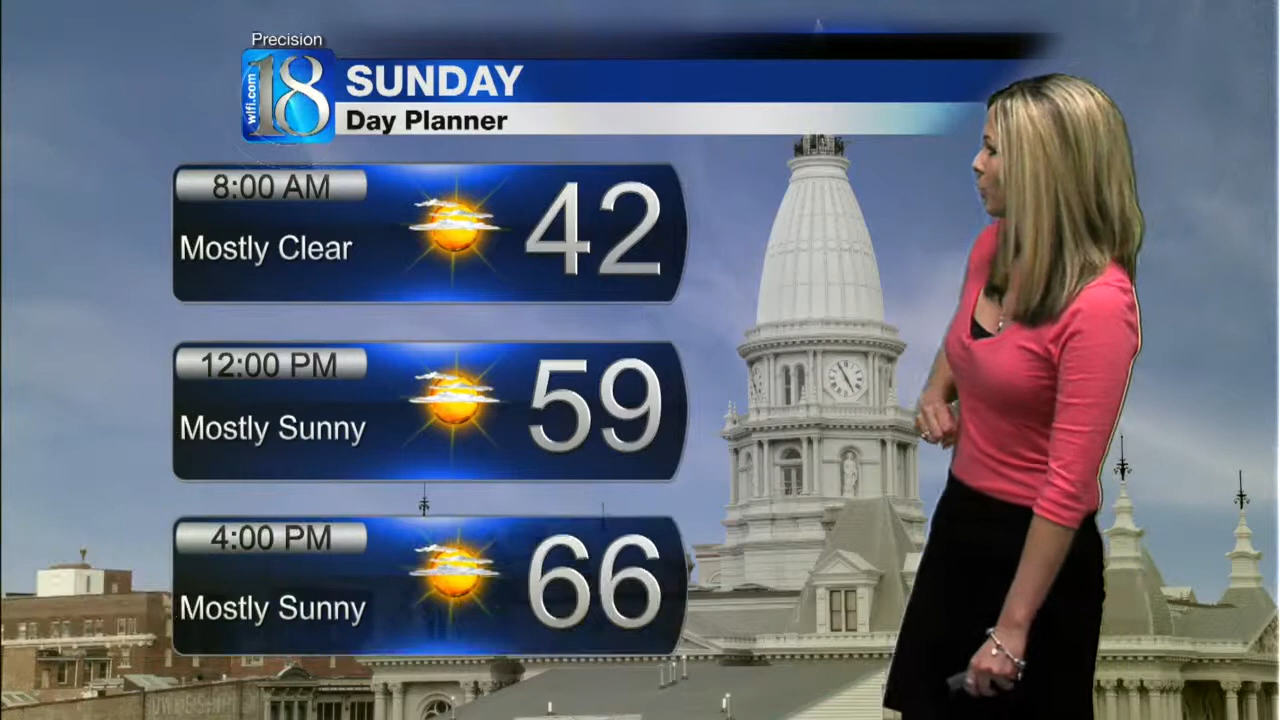 Precision
wlfi.com
18
SUNDAY
Day Planner
8:00 AM
Mostly Clear
42
12:00 PM
Mostly Sunny
59
4:00 PM
Mostly Sunny
66